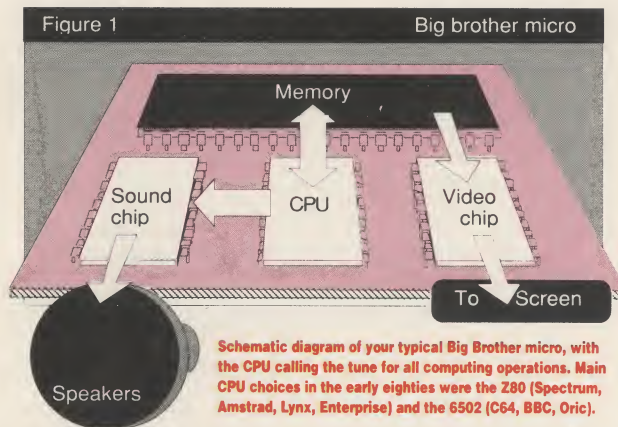 Figure 1
Big brother micro
Memory
Sound
chip
CPU
Video
chip
To Screen
Speakers
Schematic diagram of your typical Big Brother micro, with
the CPU calling the tune for all computing operations. Main
CPU choices in the early eighties were the Z80 (Spectrum,
Amstrad, Lynx, Enterprise) and the 6502 (C64, BBC, Oric).